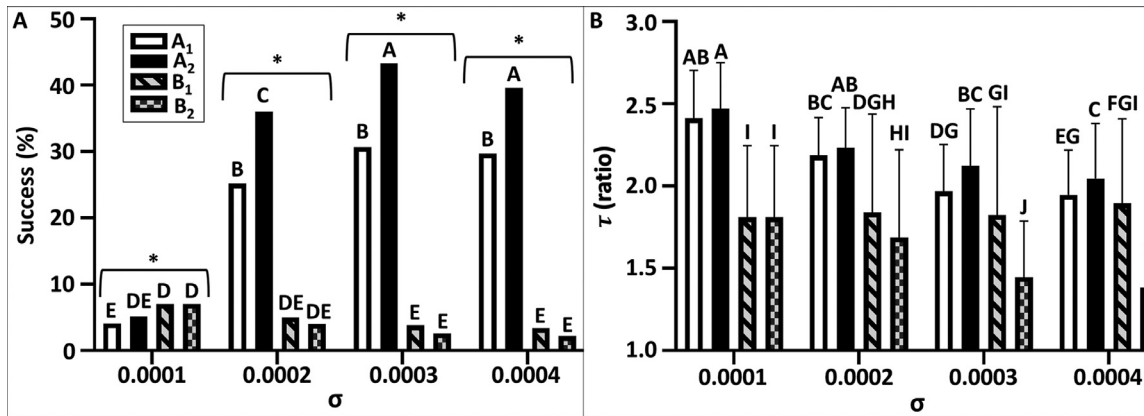 A
50
40
30
20
10
0
Success (%)
A₁
A₂
B₁
B₂
*
*
*
*
E DE D D
B C DE DE
B A E E
B A E E
0.0001 0.0002 0.0003 0.0004
σ
B
3.0
2.5
2.0
1.5
1.0
τ (ratio)
AB A I I
BC AB DGH HI
DG BC GI J
EG C FGI
0.0001 0.0002 0.0003 0.0004
σ